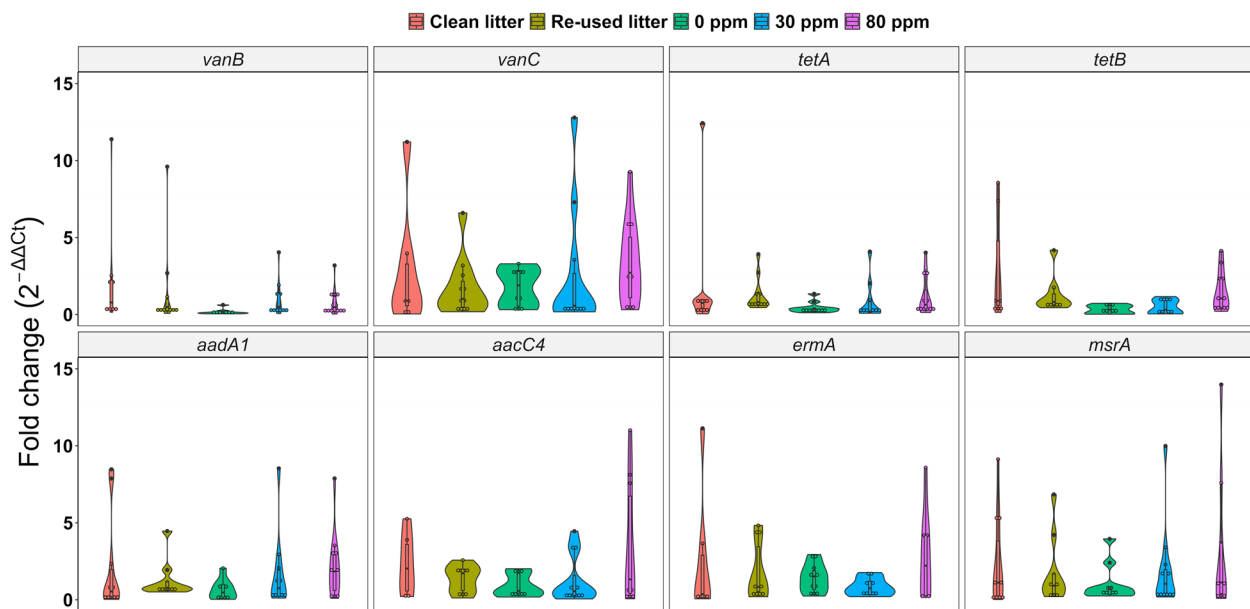 Clean litter Re-used litter 0 ppm 30 ppm 80 ppm
vanB vanC tetA tetB
15
10
5
0
aadA1 aacC4 ermA msrA
15
10
5
0
Fold change (2^−ΔΔCt)